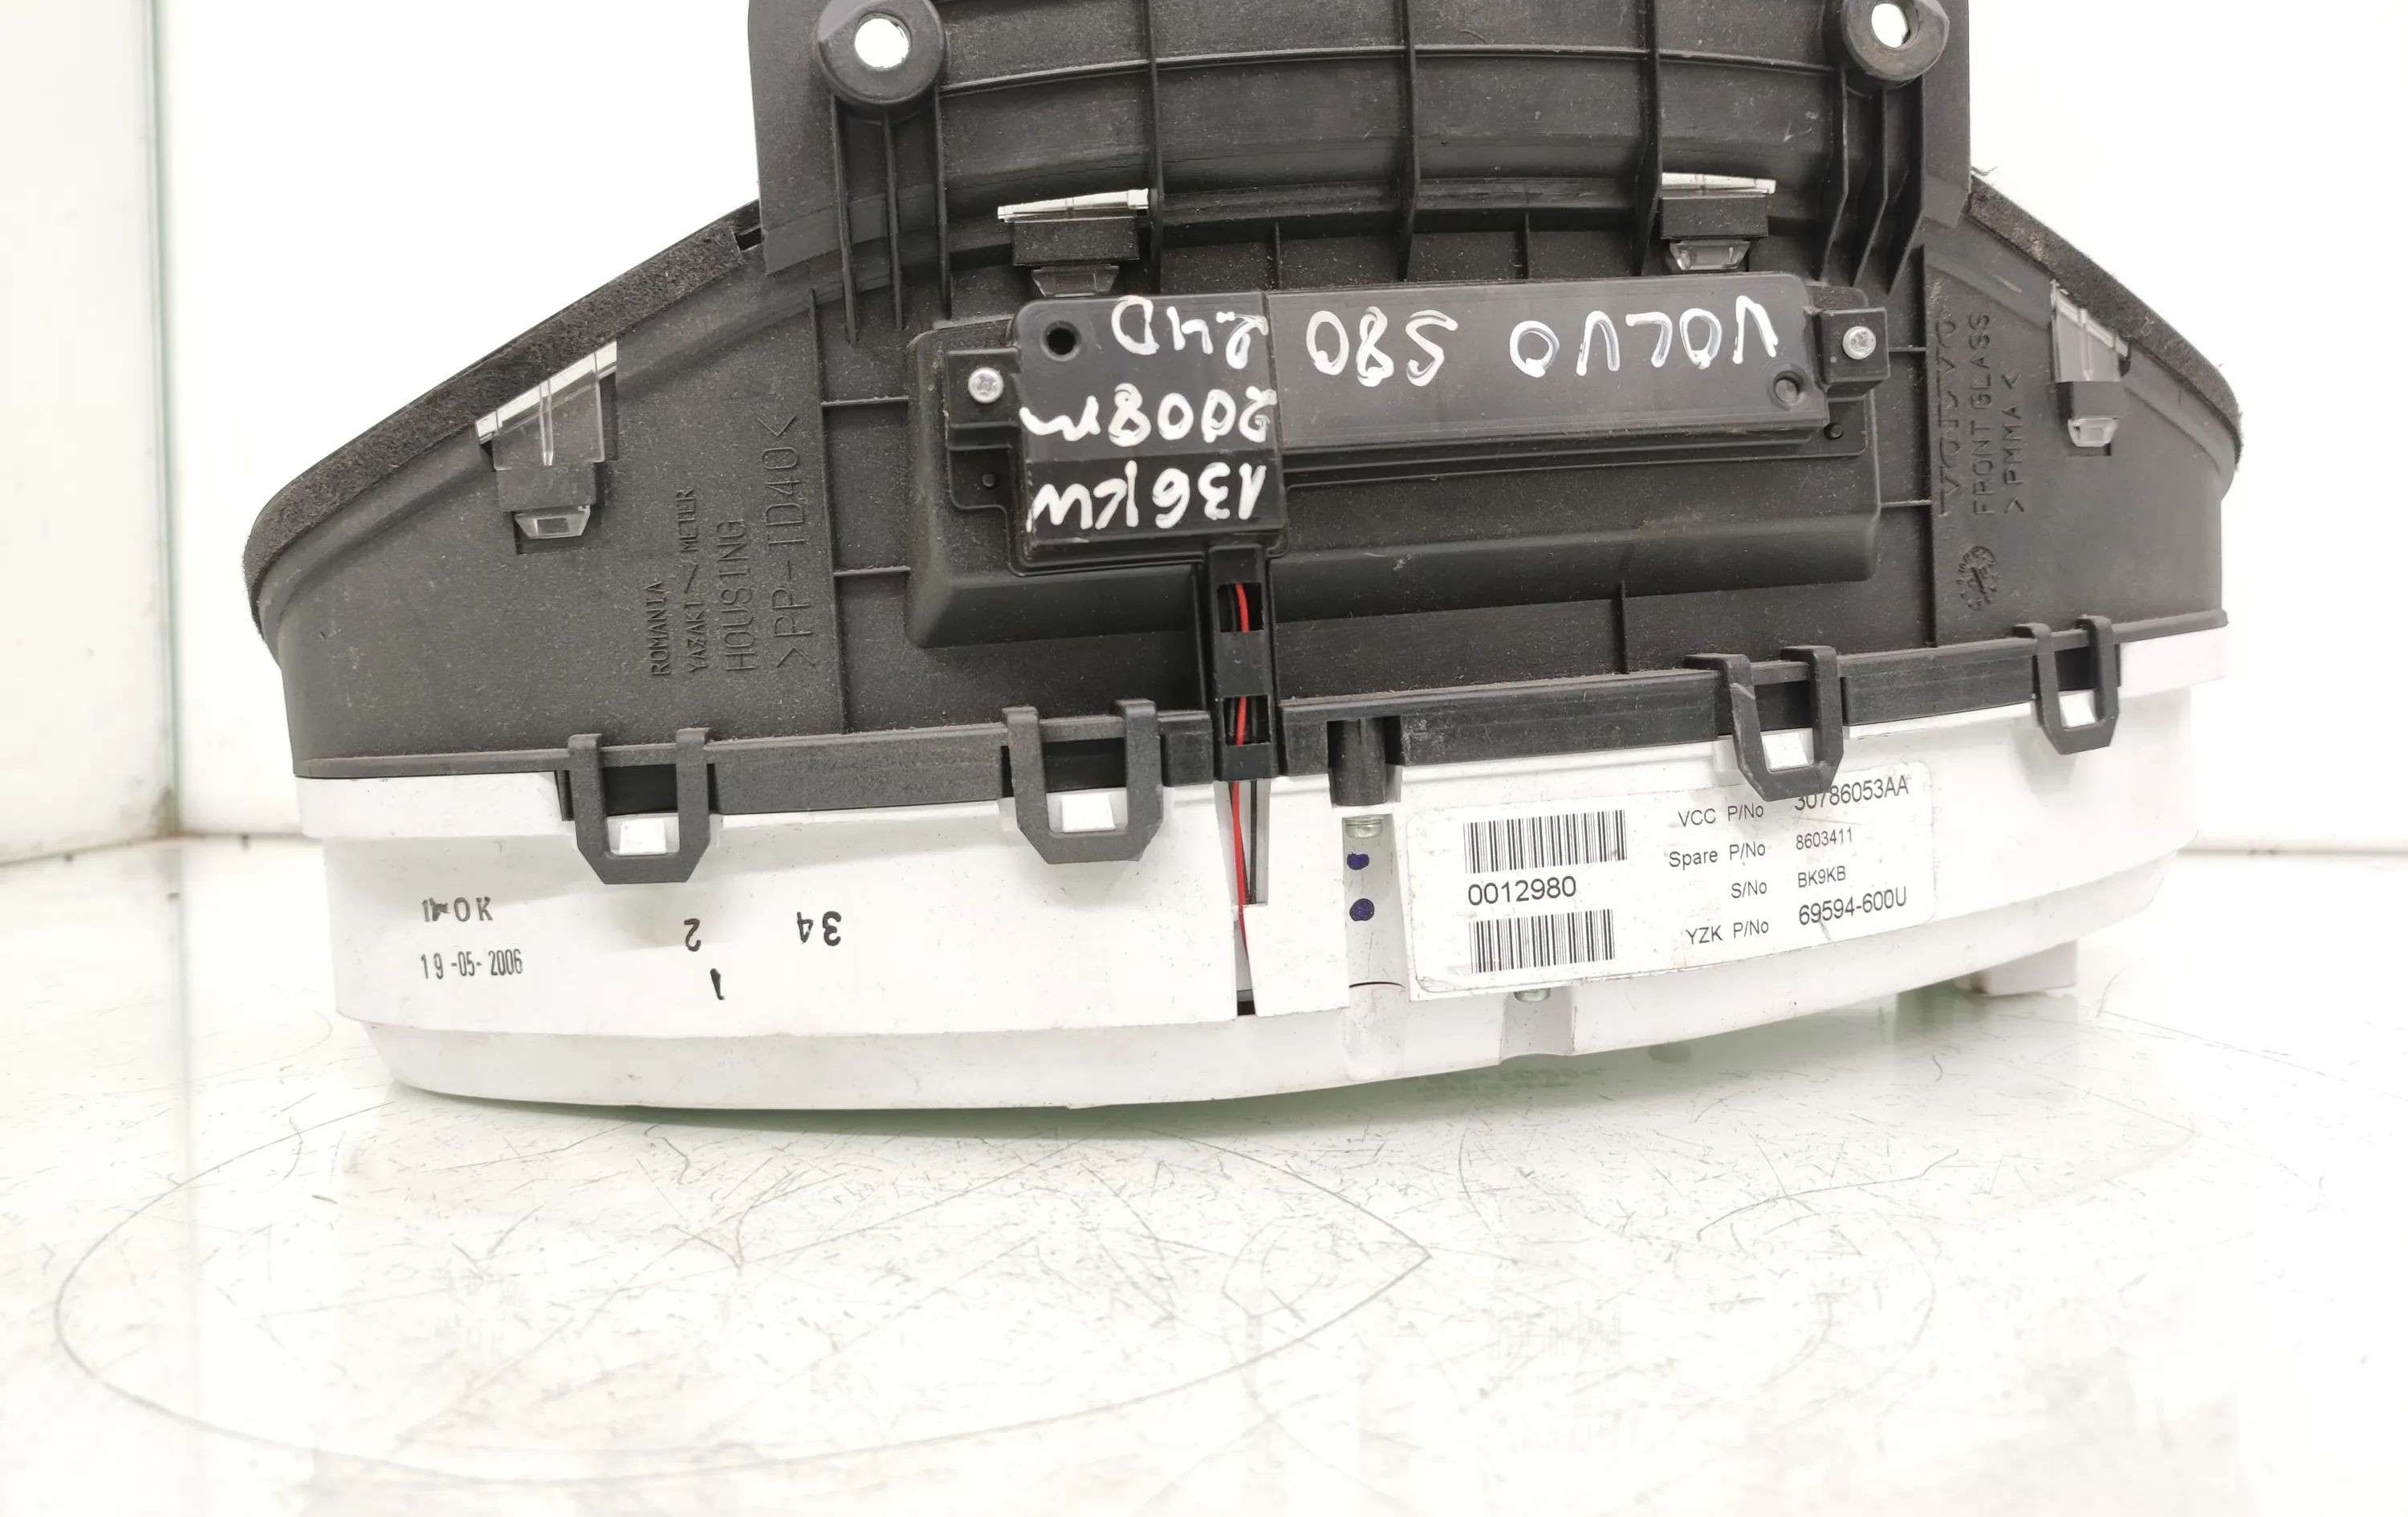 VOLVO S80 2.4D
2008m
136KW
ROMANIA
YAZAKI METER
HOUSING
>PP-TD40<
VOLVO
FRONT GLASS
>PMMA<
OK
19-05-2006
2
1
34
0012980
VCC P/No 30786053AA
Spare P/No 8603411
S/No BK9KB
YZK P/No 69594-600U